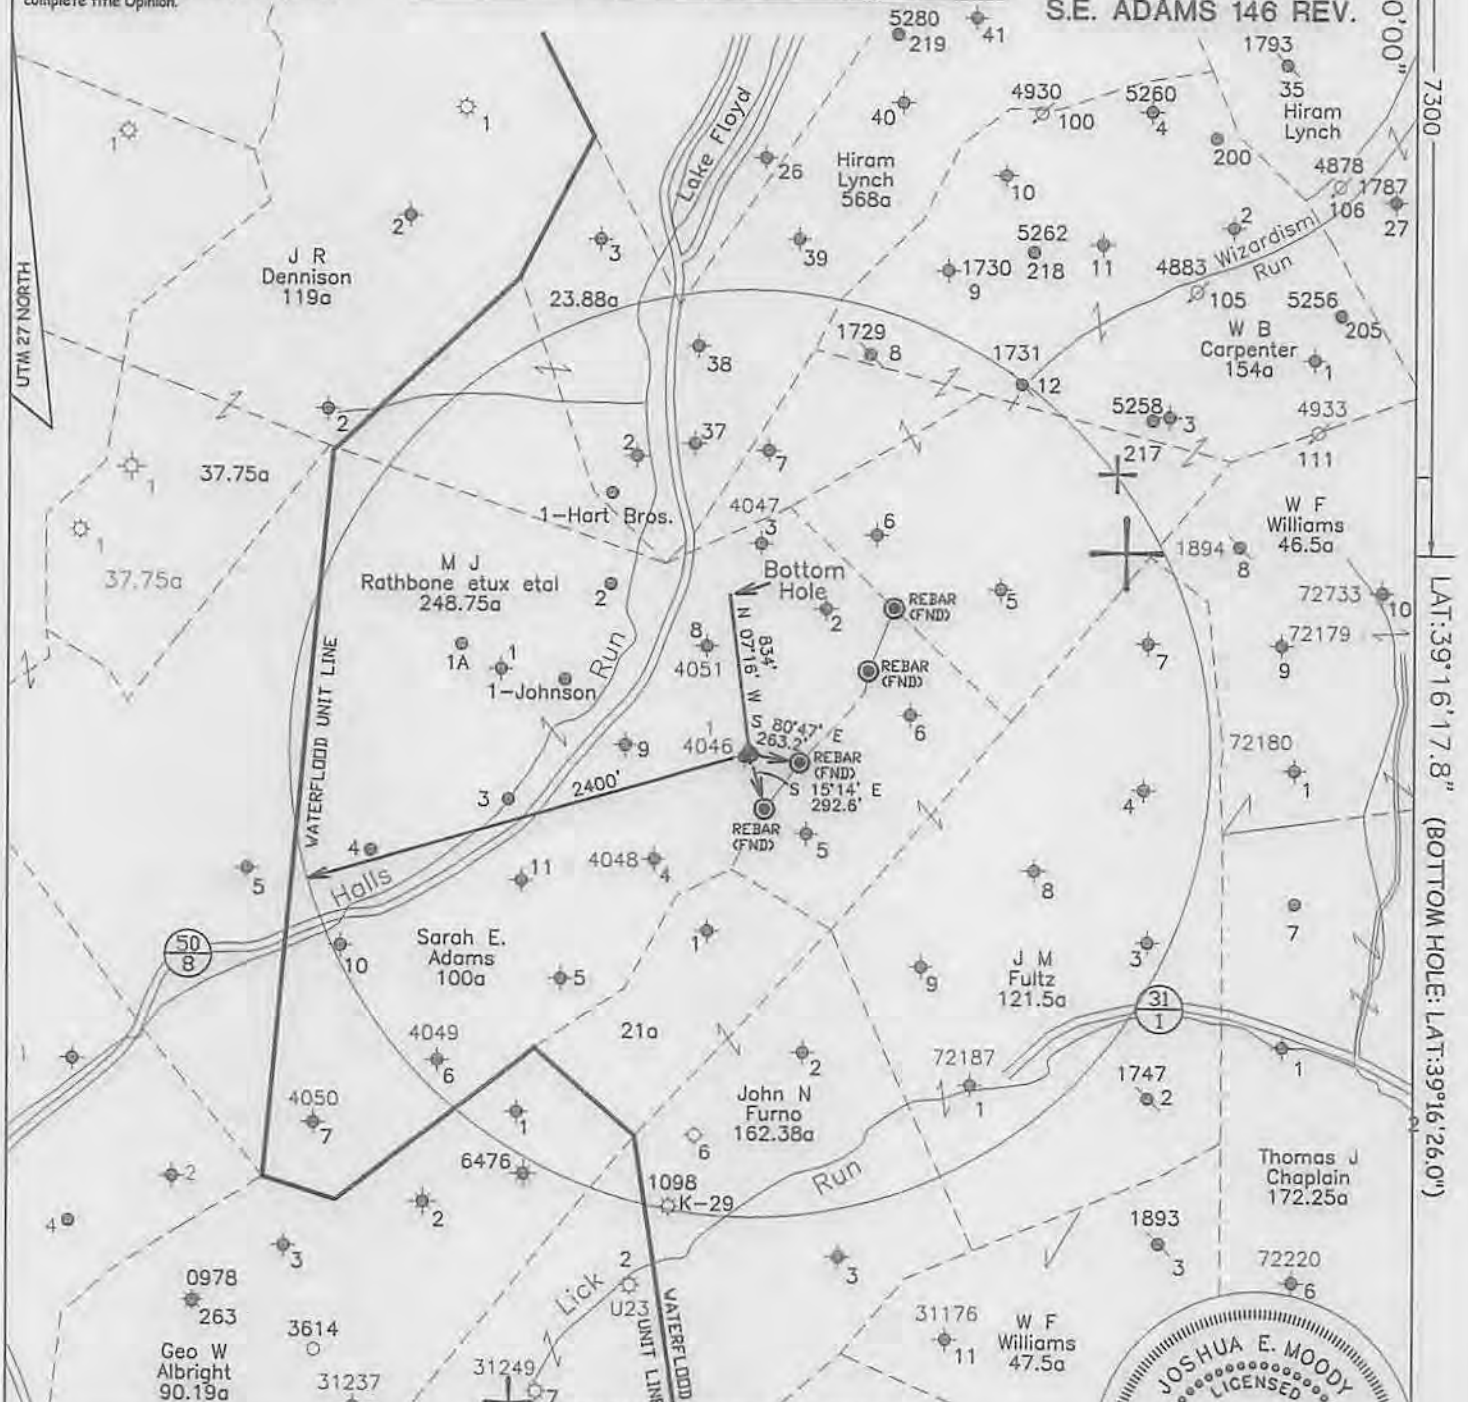 complete Title Opinion.
S.E. ADAMS 146 REV.
0'00"
7300
5280
219
41
1793
35
Hiram
Lynch
1
1
40
4930
100
5260
4
200
Lake Floyd
26
Hiram
Lynch
568a
10
4878
1787
106
27
2
3
39
5262
218
11
2
Wizardism
Run
J R
Dennison
119a
UTM 27 NORTH
23.88a
1730
9
4883
105
5256
205
38
1729
8
1731
12
W B
Carpenter
154a
1
2
5258
3
217
4933
111
37
2
7
1
37.75a
1
37.75a
1-Hart Bros.
4047
3
6
W F
Williams
46.5a
1894
8
M J
Rathbone etux etal
248.75a
2
Bottom
Hole
2
REBAR
(FND)
5
72733
10
72179
9
7
1A
1
1-Johnson
Run
8
4051
834'
N 07°16' W
REBAR
(FND)
6
WATERFLOOD UNIT LINE
9
1
4046
S 80°47' E
263.2'
REBAR
(FND)
S 15°14' E
292.6'
REBAR
(FND)
5
72180
1
3
2400'
4
4
Halls
5
11
4048
4
8
7
50
8
10
Sarah E.
Adams
100a
5
1
9
J M
Fultz
121.5a
3
31
1
4049
6
21a
2
72187
1
1747
2
1
2
4050
7
1
John N
Furno
162.38a
6
6476
2
2
4
3
1098
K-29
Run
Thomas J
Chaplain
172.25a
1893
3
72220
6
0978
263
2
U23
Lick
3
WATERFLOOD
UNIT LINE
3614
Geo W
Albright
90.19a
31237
31249
7
31176
11
W F
Williams
47.5a
JOSHUA E. MOODY
LICENSED
LAT:39°16'17.8" (BOTTOM HOLE: LAT:39°16'26.0")